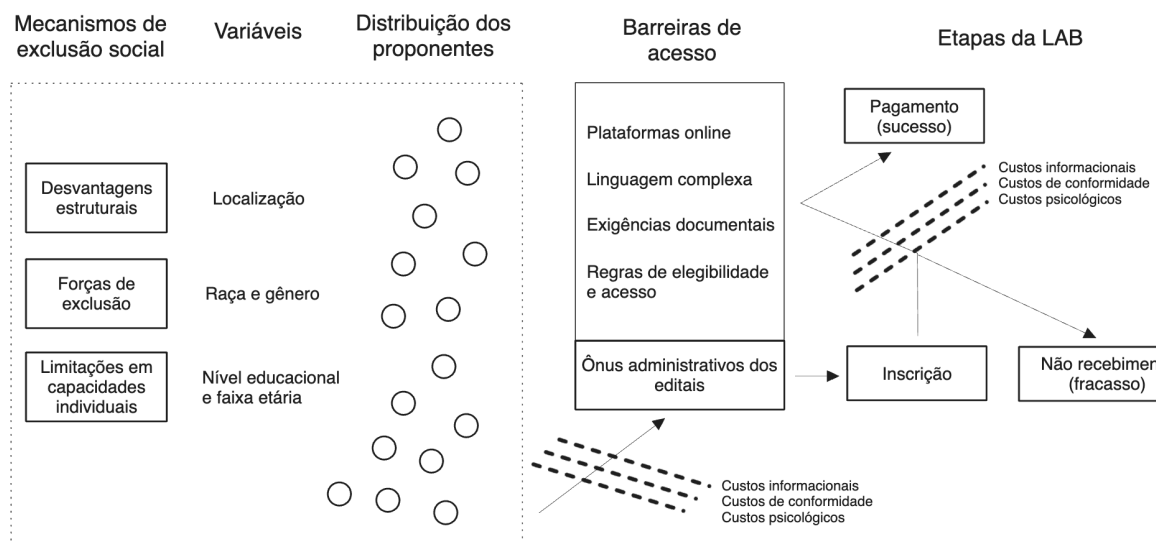 Mecanismos de
exclusão social
Variáveis
Distribuição dos
proponentes
Barreiras de
acesso
Etapas da LAB
Desvantagens
estruturais
Localização
Forças de
exclusão
Raça e gênero
Limitações em
capacidades
individuais
Nível educacional
e faixa etária
Plataformas online
Linguagem complexa
Exigências documentais
Regras de elegibilidade
e acesso
Ônus administrativos dos
editais
Pagamento
(sucesso)
Custos informacionais
Custos de conformidade
Custos psicológicos
Inscrição
Não recebimen
(fracasso)
Custos informacionais
Custos de conformidade
Custos psicológicos